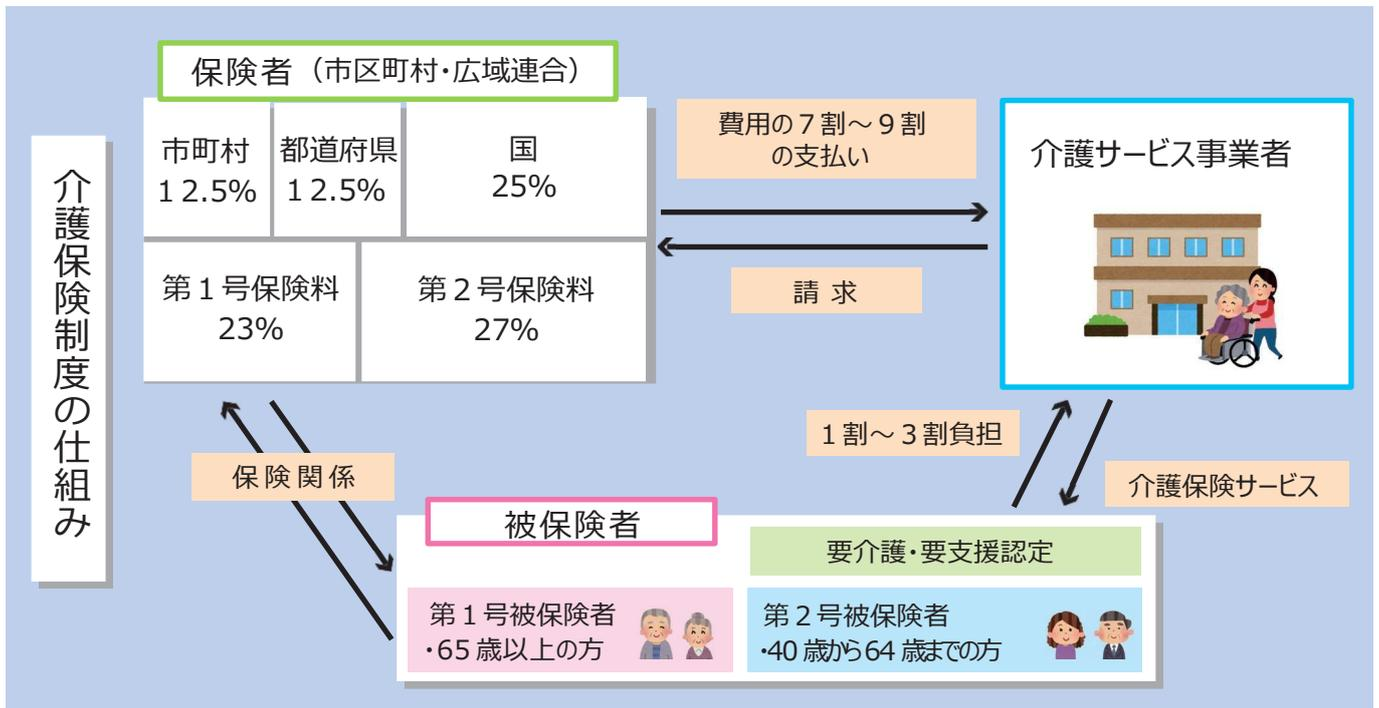 介護保険制度の仕組み
保険者（市区町村・広域連合）
市町村
12.5%
都道府県
12.5%
国
25%
第１号保険料
23%
第２号保険料
27%
費用の７割～９割
の支払い
請求
介護サービス事業者
保険関係
１割～３割負担
介護保険サービス
被保険者
要介護・要支援認定
第１号被保険者
・65歳以上の方
第２号被保険者
・40歳から64歳までの方